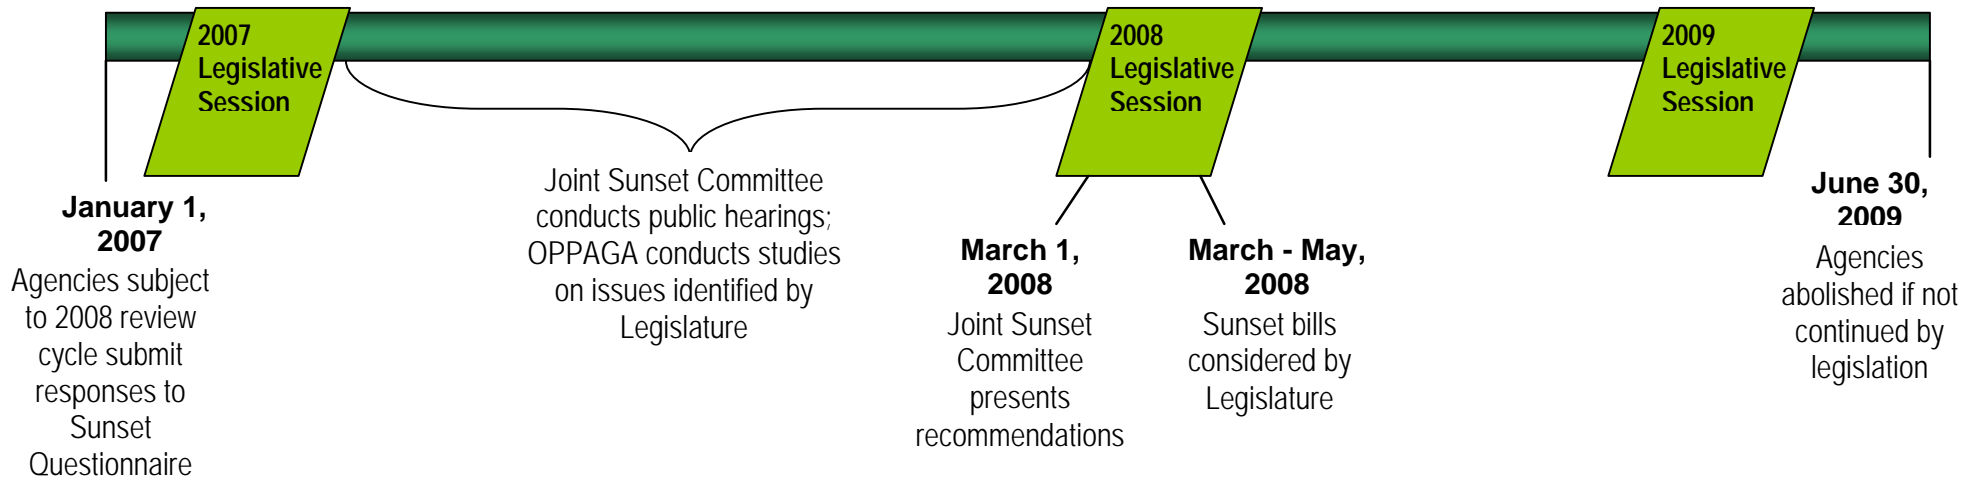 2007
Legislative
Session
2008
Legislative
Session
2009
Legislative
Session
January 1,
2007
Agencies subject
to 2008 review
cycle submit
responses to
Sunset
Questionnaire
Joint Sunset Committee
conducts public hearings;
OPPAGA conducts studies
on issues identified by
Legislature
March 1,
2008
Joint Sunset
Committee
presents
recommendations
March - May,
2008
Sunset bills
considered by
Legislature
June 30,
2009
Agencies
abolished if not
continued by
legislation